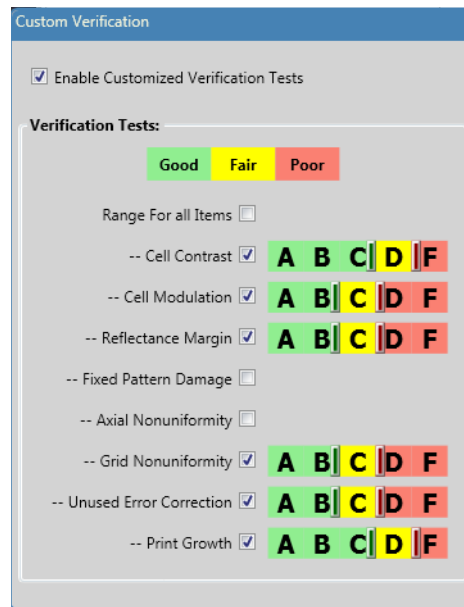 Custom Verification
Enable Customized Verification Tests
Verification Tests:
Good Fair Poor
Range For all Items
-- Cell Contrast A B C D F
-- Cell Modulation A B C D F
-- Reflectance Margin A B C D F
-- Fixed Pattern Damage
-- Axial Nonuniformity
-- Grid Nonuniformity A B C D F
-- Unused Error Correction A B C D F
-- Print Growth A B C D F